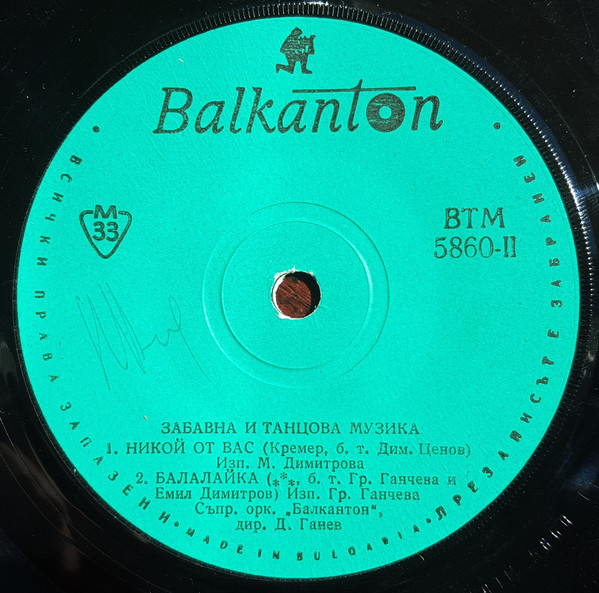 Balkanton
M
33
ВТМ
5860-II
ЗАБАВНА И ТАНЦОВА МУЗИКА
1. НИКОЙ ОТ ВАС (Кремер, б. т. Дим. Ценов)
Изп. М. Димитрова
2. БАЛАЛАЙКА (***, б. т. Гр. Ганчева и
Емил Димитров) Изп. Гр. Ганчева
Съпр. орк. „Балкантон",
дир. Д. Ганев
• ВСИЧКИ ПРАВА ЗАПАЗЕНИ • MADE IN BULGARIA • ПРЕЗАПИСЪТ Е ЗАБРАНЕН •